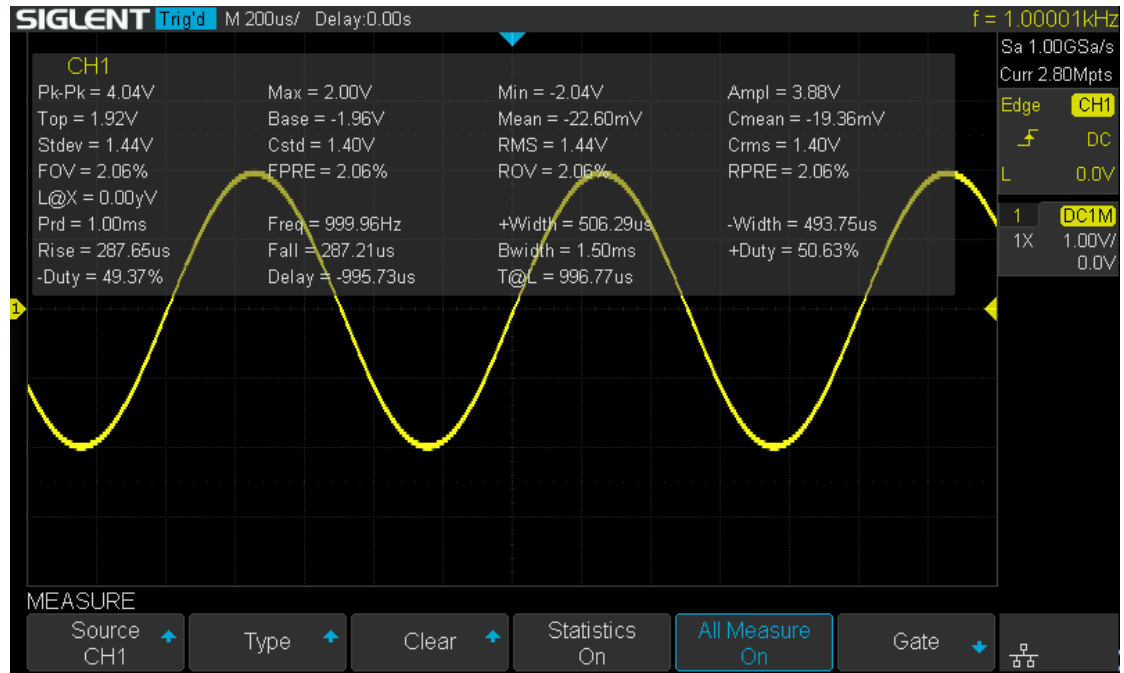 SIGLENT Trig'd M 200us/ Delay:0.00s f = 1.00001kHz
Sa 1.00GSa/s
Curr 2.80Mpts
Edge CH1
DC
L 0.0V
1 DC1M
1X 1.00V/
0.0V
CH1
Pk-Pk = 4.04V Max = 2.00V Min = -2.04V Ampl = 3.88V
Top = 1.92V Base = -1.96V Mean = -22.60mV Cmean = -19.36mV
Stdev = 1.44V Cstd = 1.40V RMS = 1.44V Crms = 1.40V
FOV = 2.06% FPRE = 2.06% ROV = 2.06% RPRE = 2.06%
L@X = 0.00yV
Prd = 1.00ms Freq = 999.96Hz +Width = 506.29us -Width = 493.75us
Rise = 287.65us Fall = 287.21us Bwidth = 1.50ms +Duty = 50.63%
-Duty = 49.37% Delay = -995.73us T@L = 996.77us
1
MEASURE
Source CH1
Type
Clear
Statistics On
All Measure On
Gate